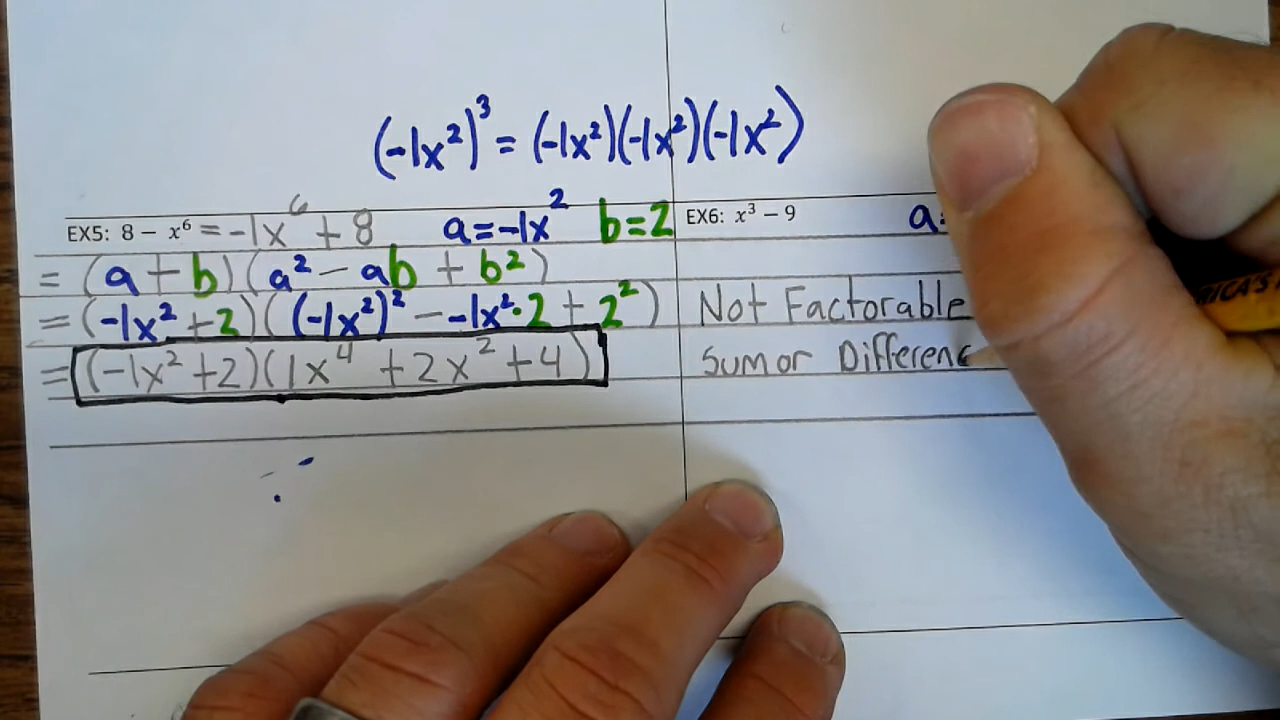 (-1x²)³ = (-1x²)(-1x²)(-1x²)
EX5: 8 − x⁶ = -1x⁶ + 8 a = -1x² b = 2
= (a + b)(a² − ab + b²)
= (-1x² + 2)((-1x²)² − -1x²·2 + 2²)
= (-1x² + 2)(1x⁴ + 2x² + 4)
EX6: x³ − 9 a=
Not Factorable
Sum or Differenc